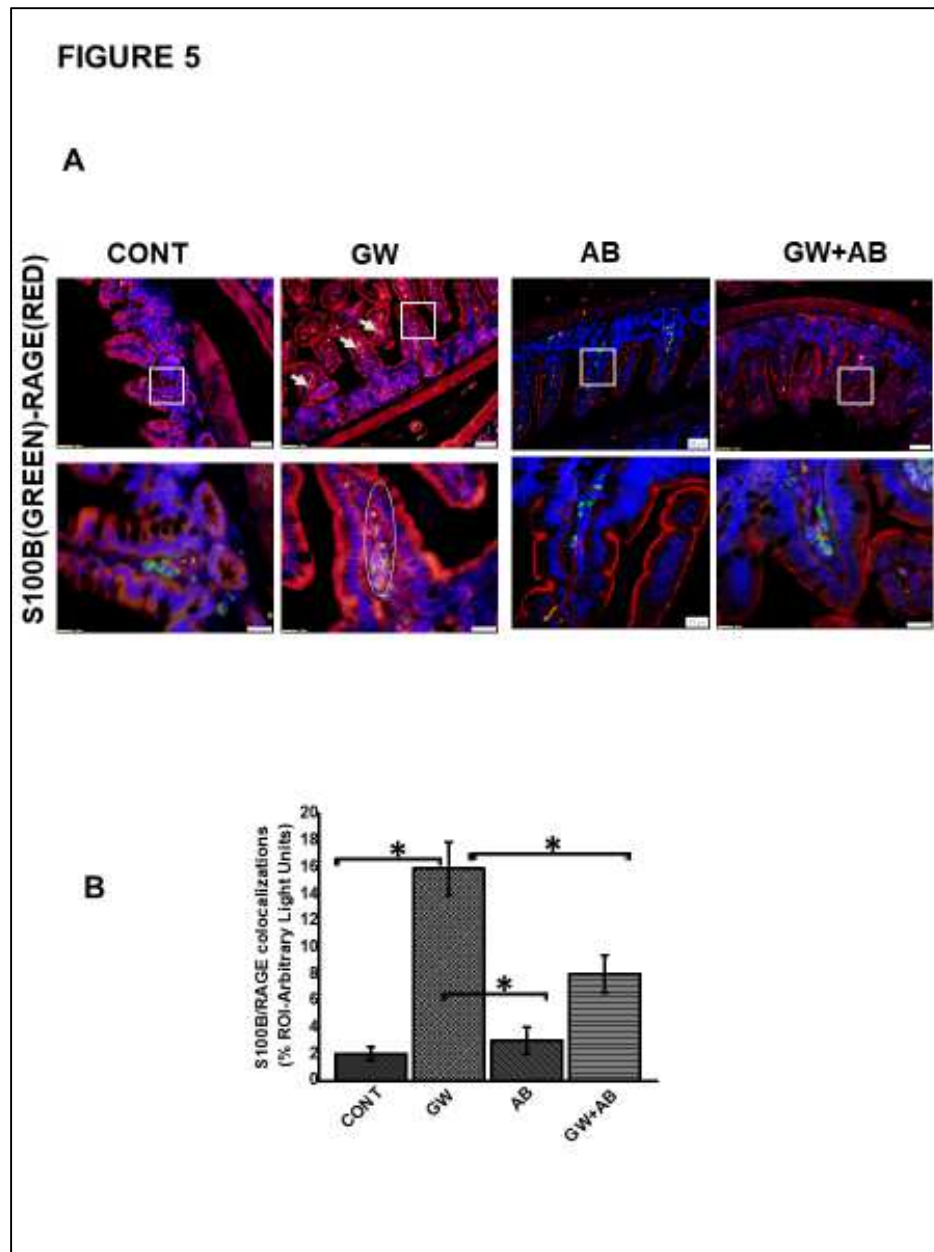 FIGURE 5
A
CONT GW AB GW+AB
S100B(GREEN)-RAGE(RED)
B
S100B/RAGE colocalizations
(% ROI-Arbitrary Light Units)
20
18
16
14
12
10
8
6
4
2
0
*
*
*
CONT
GW
AB
GW+AB